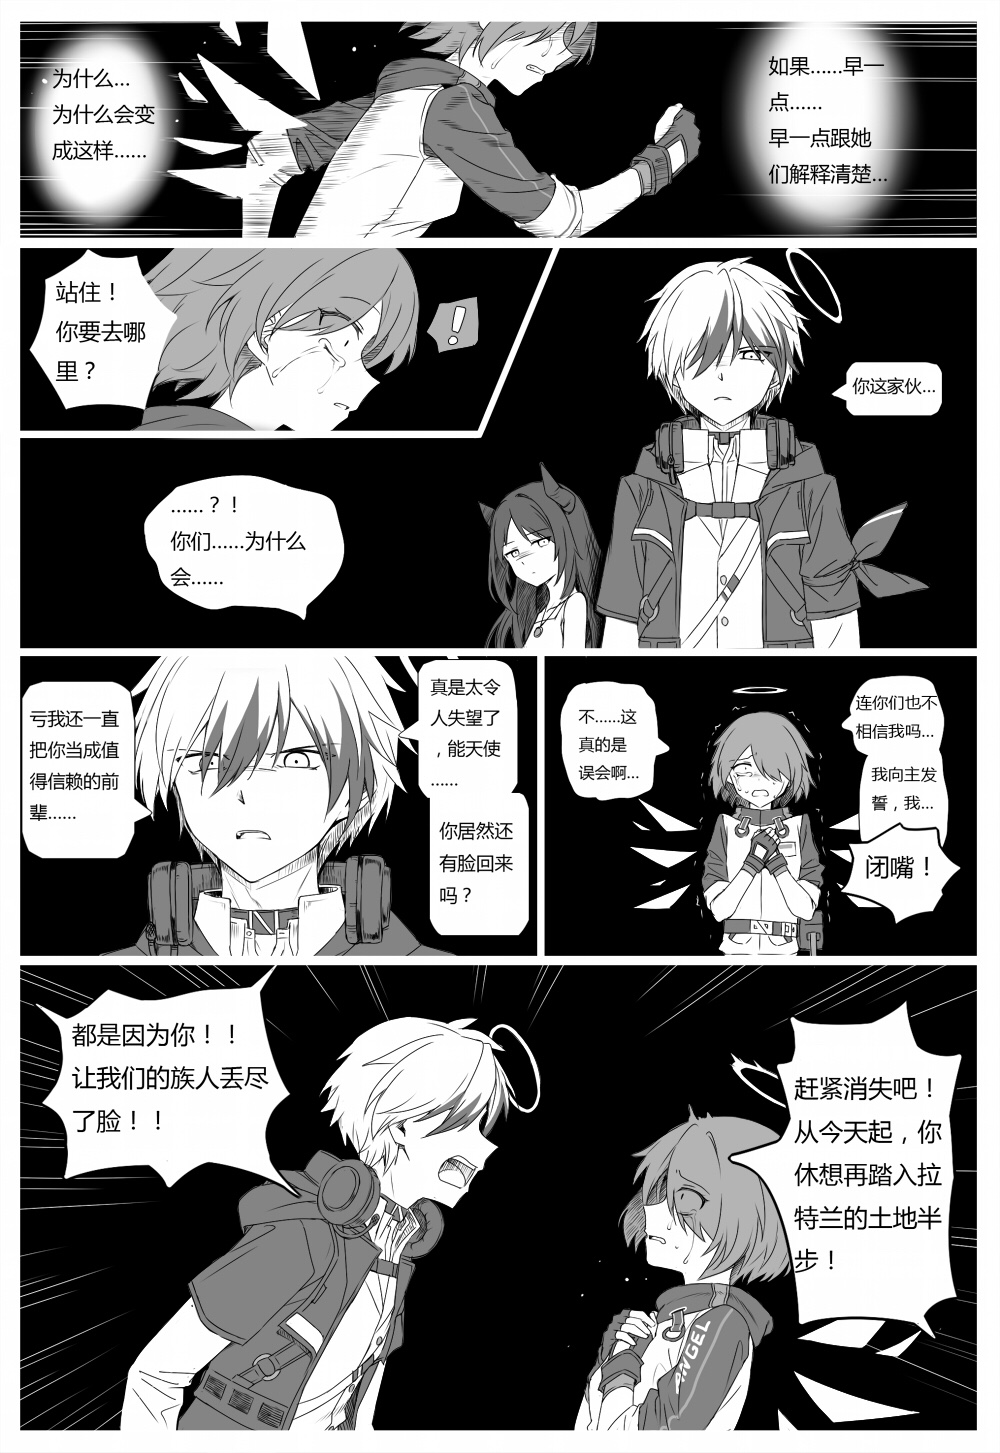 为什么…
为什么会变
成这样……
如果……早一
点……
早一点跟她
们解释清楚…
站住！
你要去哪
里？
！
你这家伙…
……？！
你们……为什么
会……
亏我还一直
把你当成值
得信赖的前
辈……
真是太令
人失望了
，能天使
……
你居然还
有脸回来
吗？
不……这
真的是
误会啊…
连你们也不
相信我吗…
我向主发
誓，我…
闭嘴！
都是因为你！！
让我们的族人丢尽
了脸！！
赶紧消失吧！
从今天起，你
休想再踏入拉
特兰的土地半
步！
ANGEL